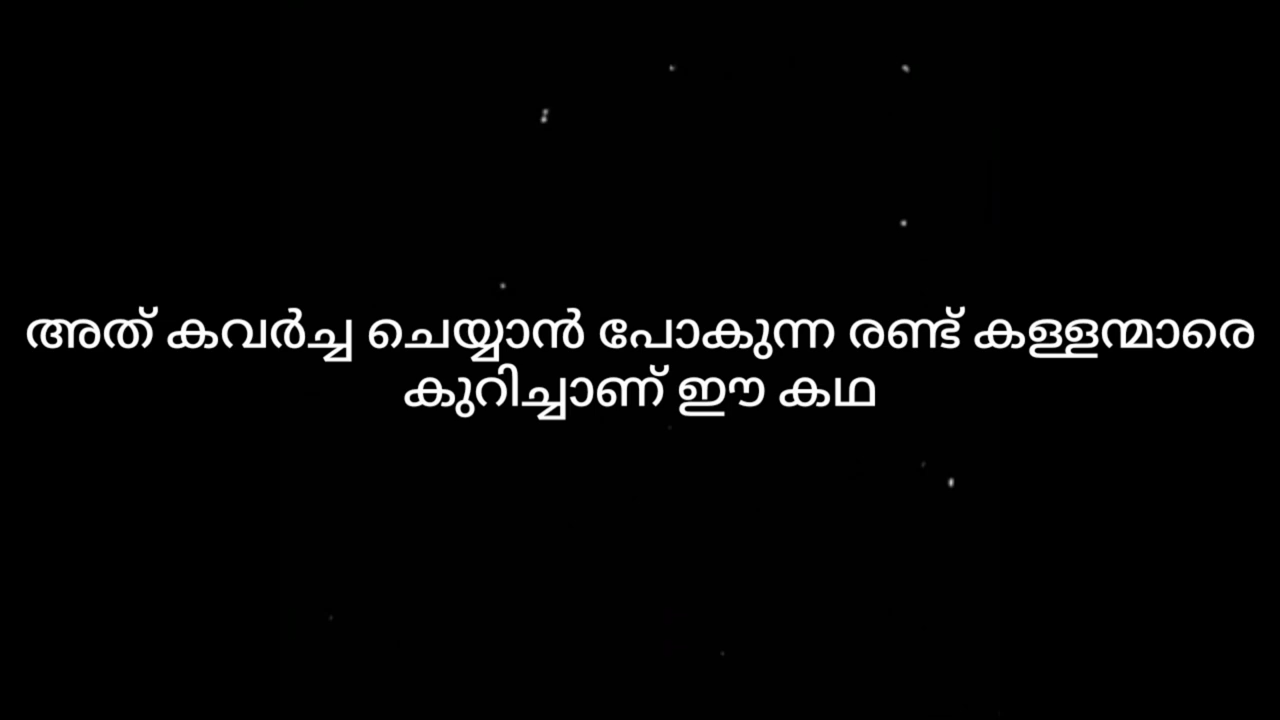 അത് കവർച്ച ചെയ്യാൻ പോകുന്ന രണ്ട് കള്ളന്മാരെ
കുറിച്ചാണ് ഈ കഥ